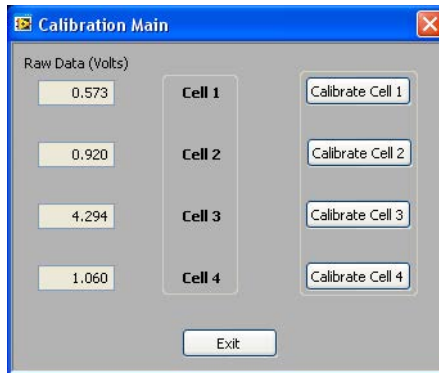 Calibration Main
Raw Data (Volts)
0.573 Cell 1 Calibrate Cell 1
0.920 Cell 2 Calibrate Cell 2
4.294 Cell 3 Calibrate Cell 3
1.060 Cell 4 Calibrate Cell 4
Exit